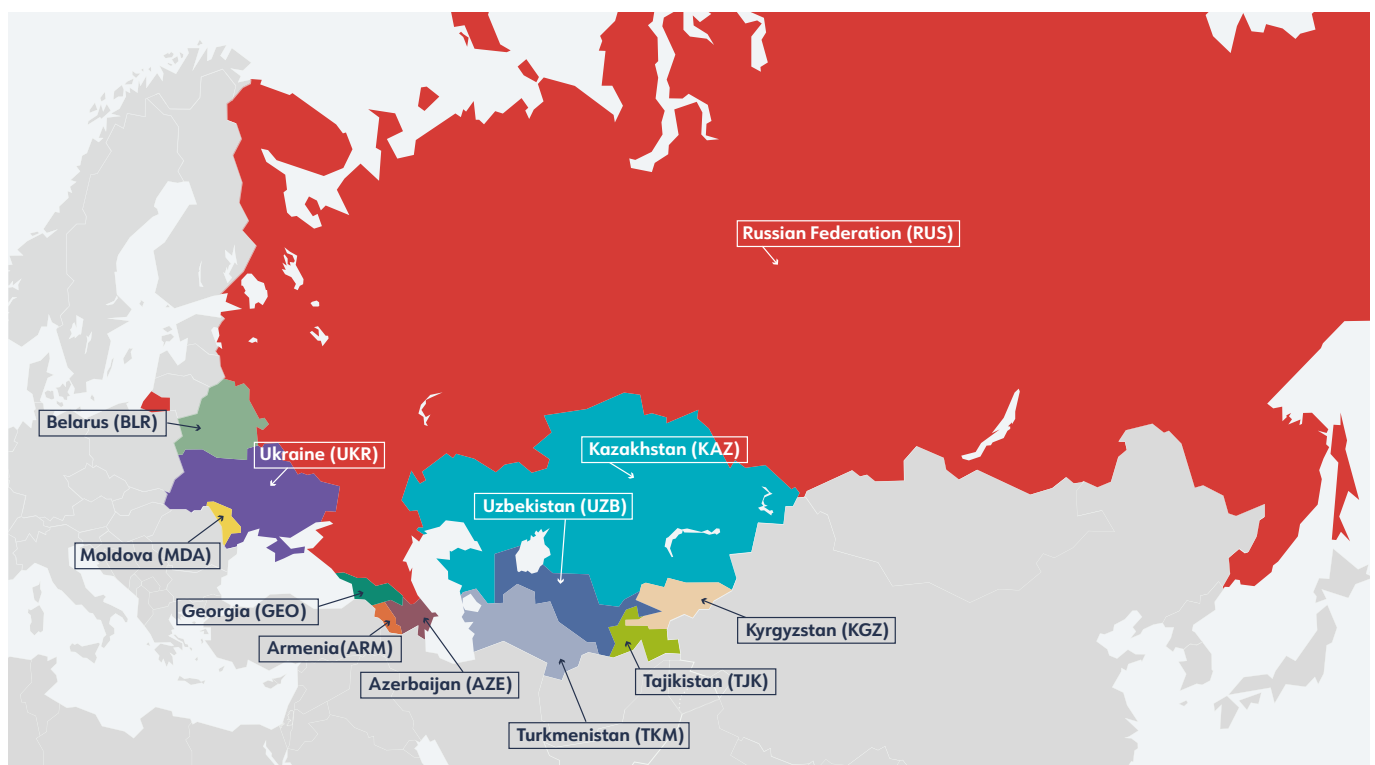 Russian Federation (RUS)
Belarus (BLR)
Ukraine (UKR)
Kazakhstan (KAZ)
Uzbekistan (UZB)
Moldova (MDA)
Georgia (GEO)
Armenia(ARM)
Kyrgyzstan (KGZ)
Azerbaijan (AZE)
Tajikistan (TJK)
Turkmenistan (TKM)